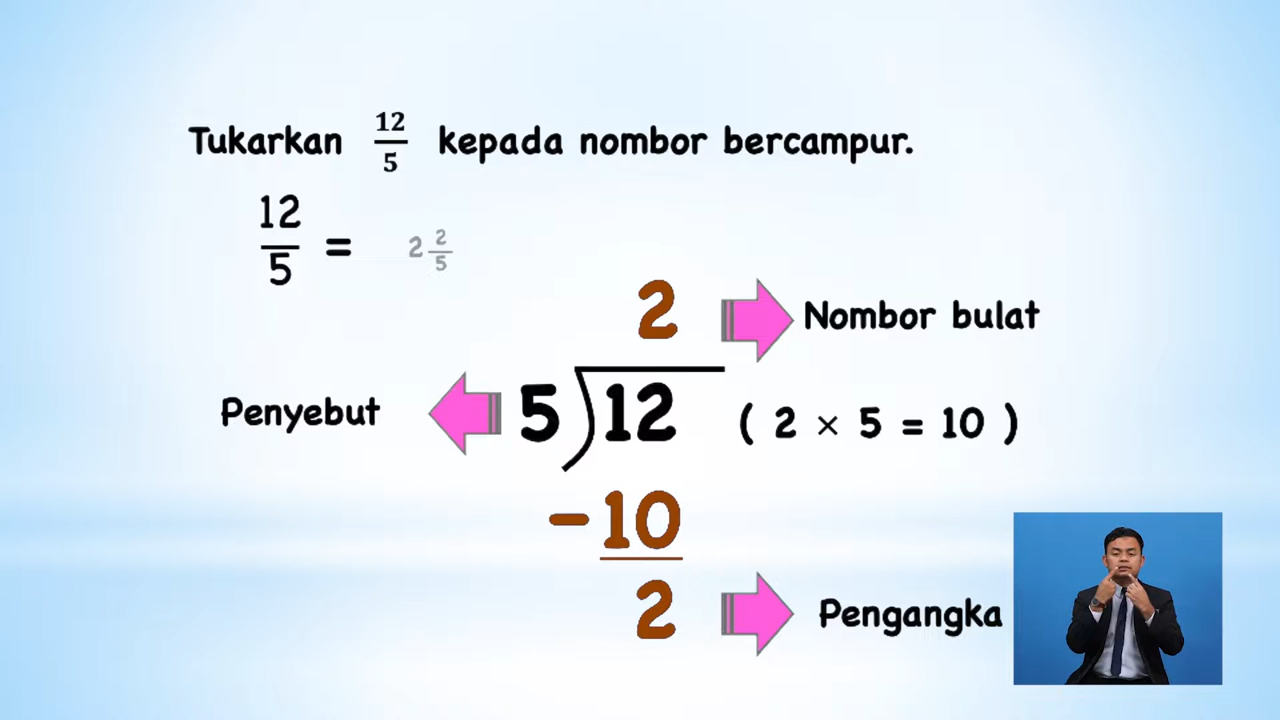 Tukarkan 12/5 kepada nombor bercampur.
12/5 = 2 2/5
2 Nombor bulat
Penyebut 5 12 ( 2 × 5 = 10 )
-10
2 Pengangka